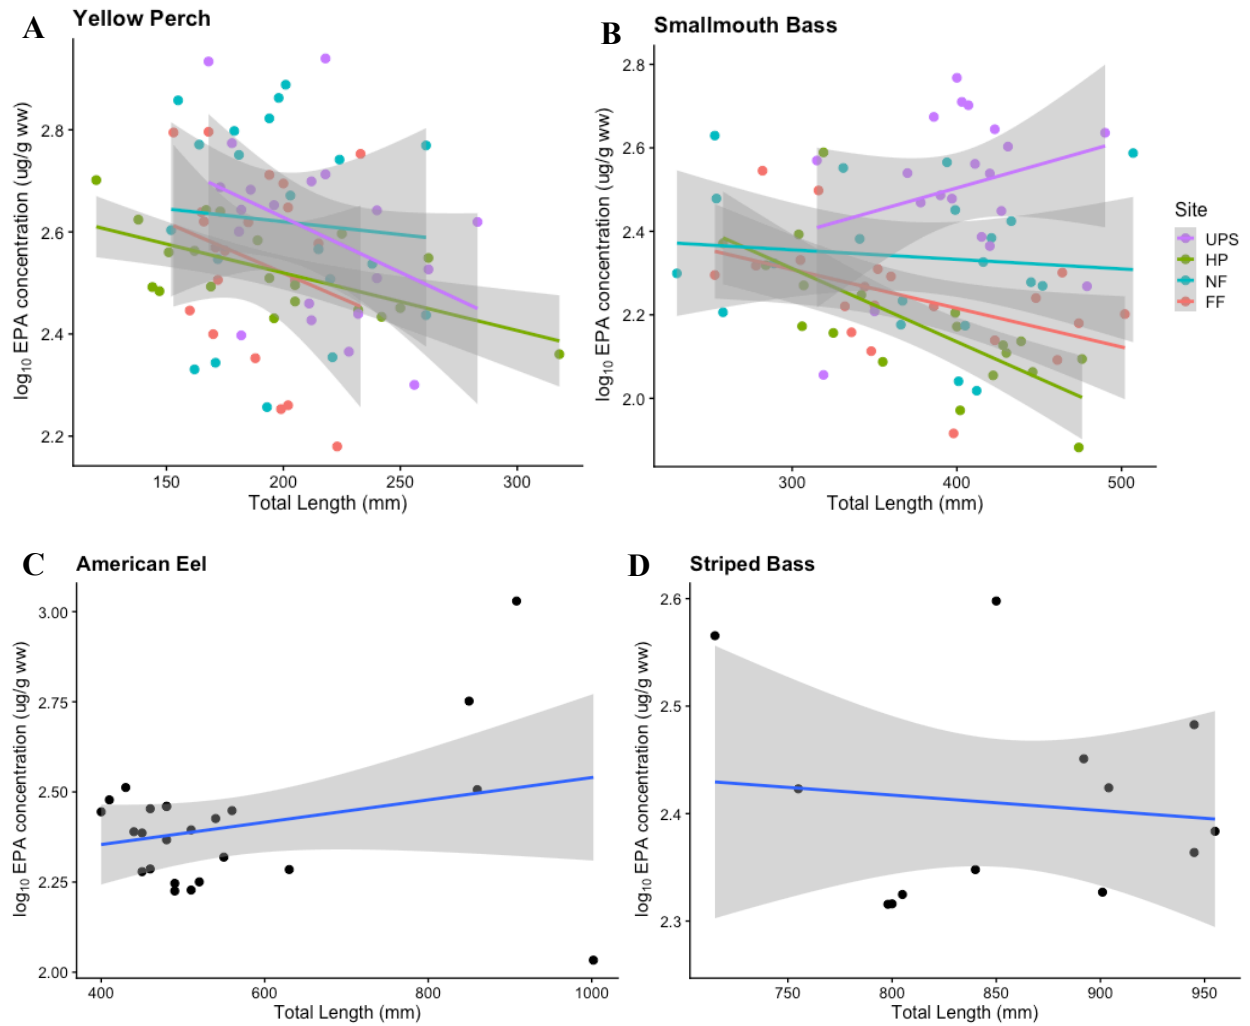 A
Yellow Perch
log10 EPA concentration (ug/g ww)
2.8
2.6
2.4
2.2
150
200
250
300
Total Length (mm)
B
Smallmouth Bass
log10 EPA concentration (ug/g ww)
2.8
2.6
2.4
2.2
2.0
300
400
500
Total Length (mm)
Site
UPS
HP
NF
FF
C
American Eel
log10 EPA concentration (ug/g ww)
3.00
2.75
2.50
2.25
2.00
400
600
800
1000
Total Length (mm)
D
Striped Bass
log10 EPA concentration (ug/g ww)
2.6
2.5
2.4
2.3
750
800
850
900
950
Total Length (mm)